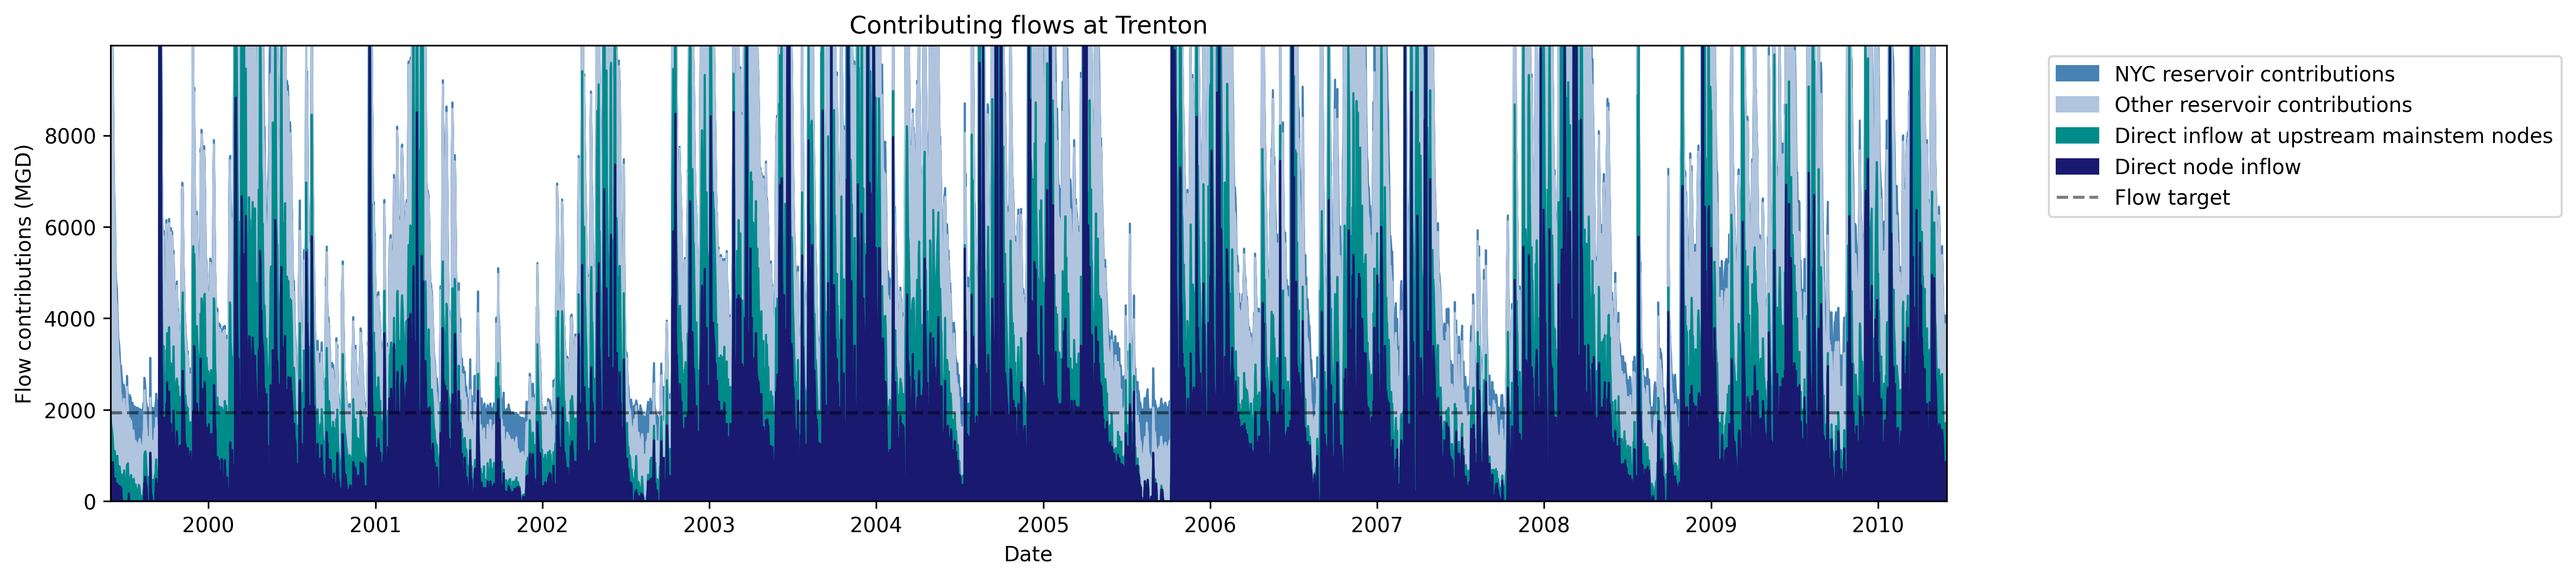 Contributing flows at Trenton
Flow contributions (MGD)
8000
6000
4000
2000
0
2000 2001 2002 2003 2004 2005 2006 2007 2008 2009 2010
Date
NYC reservoir contributions
Other reservoir contributions
Direct inflow at upstream mainstem nodes
Direct node inflow
Flow target